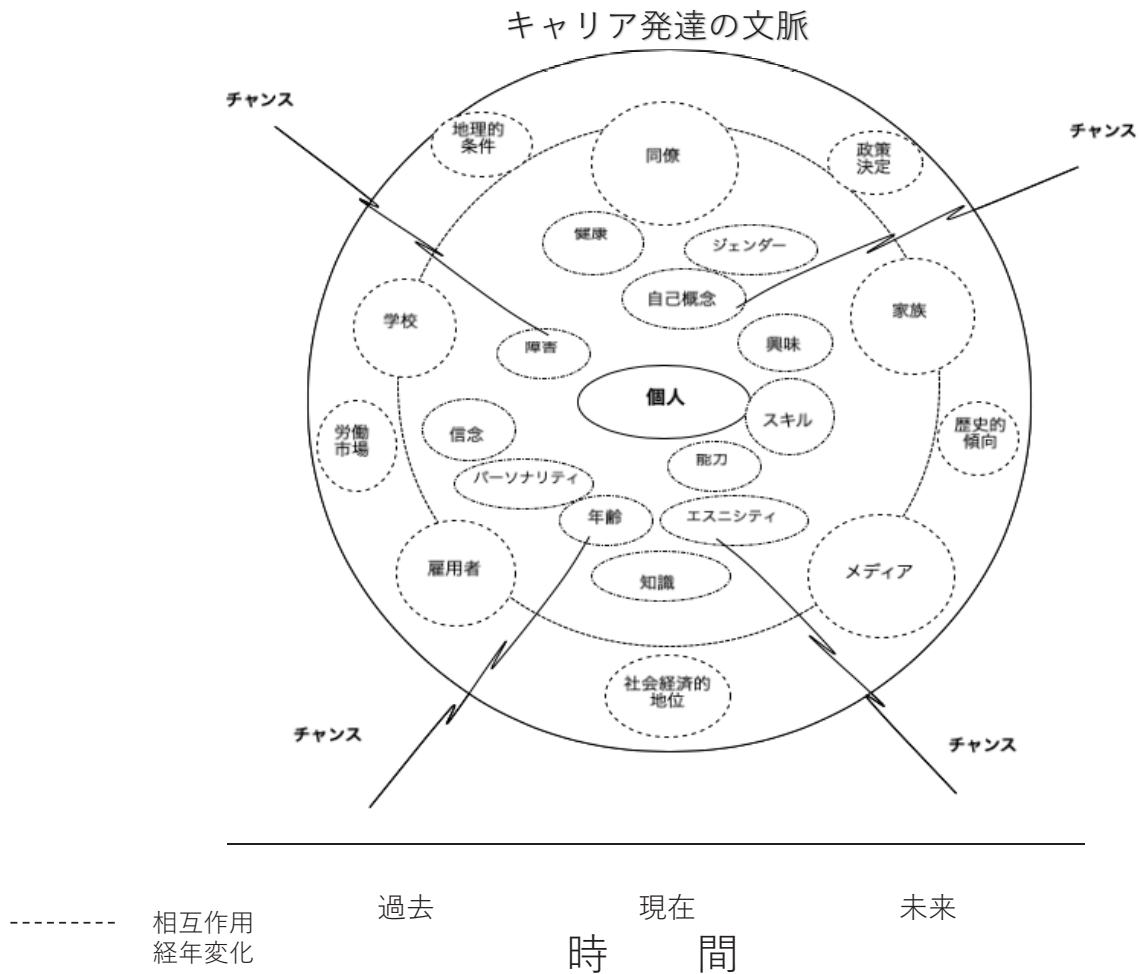 キャリア発達の文脈
チャンス
チャンス
地理的
条件
同僚
政策
決定
健康
ジェンダー
自己概念
学校
家族
障害
興味
個人
スキル
労働
市場
信念
歴史的
傾向
能力
パーソナリティ
年齢
エスニシティ
雇用者
メディア
知識
社会経済的
地位
チャンス
チャンス
過去
現在
未来
相互作用
経年変化
時 間